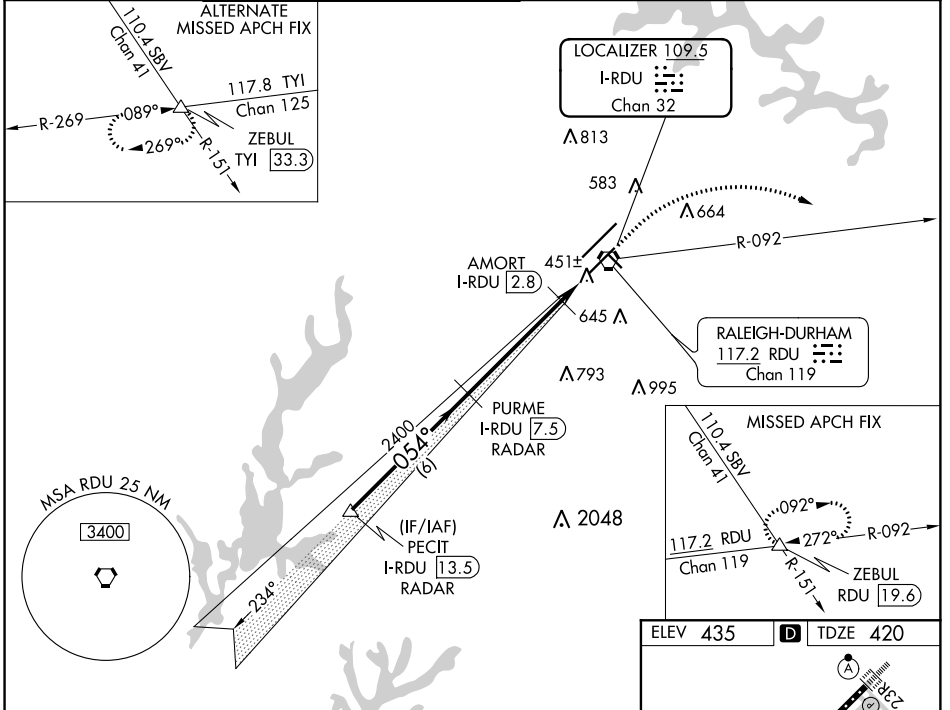 ALTERNATE
MISSED APCH FIX
110.4 SBV
Chan 41
117.8 TYI
Chan 125
R-269
089°
269°
R-151
ZEBUL
TYI 33.3
LOCALIZER 109.5
I-RDU
Chan 32
813
583
664
R-092
AMORT
I-RDU 2.8
451±
645
RALEIGH-DURHAM
117.2 RDU
Chan 119
793
995
PURME
I-RDU 7.5
RADAR
2400
054°
(6)
MSA RDU 25 NM
3400
(IF/IAF)
PECIT
I-RDU 13.5
RADAR
2048
234°
MISSED APCH FIX
110.4 SBV
Chan 41
092°
272°
R-092
117.2 RDU
Chan 119
R-151
ZEBUL
RDU 19.6
ELEV 435
D
TDZE 420
A
23R
P